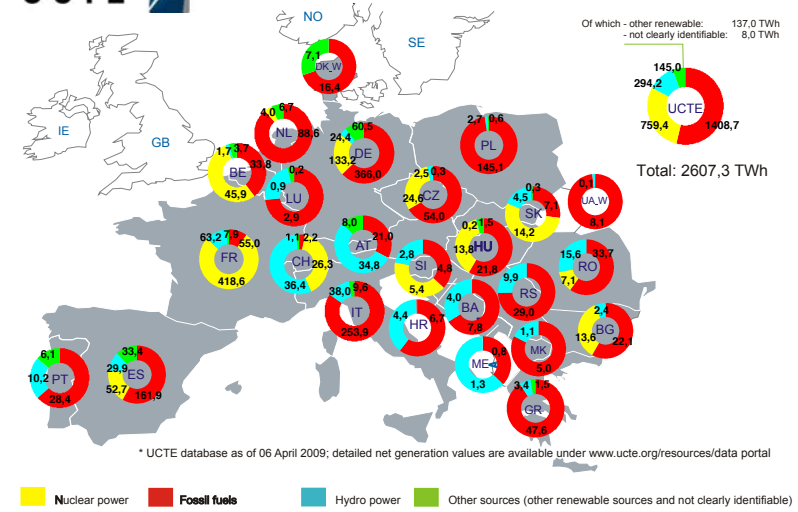 UCTE
NO
SE
IE
GB
Of which - other renewable: 137,0 TWh
- not clearly identifiable: 8,0 TWh
145,0
294,2
UCTE
759,4
1408,7
Total: 2607,3 TWh
7,1
DK_W
16,4
4,0
6,7
NL
88,6
24,4
60,5
DE
133,2
366,0
2,7
0,6
PL
145,1
1,7
3,7
BE
33,8
45,9
0,2
0,9
LU
2,9
2,5
0,3
CZ
24,6
54,0
0,3
4,5
7,1
SK
14,2
0,1
UA_W
8,1
63,2
7,9
55,0
FR
418,6
1,1
2,2
CH
26,3
36,4
8,0
AT
21,0
34,8
0,2
1,5
13,8
HU
21,8
2,8
SI
4,8
5,4
15,6
33,7
RO
7,1
38,0
9,6
IT
253,9
4,4
HR
6,7
4,0
BA
7,8
9,9
RS
29,0
2,4
BG
13,6
22,1
0,8
ME
1,3
1,1
MK
5,0
3,4
1,5
GR
47,6
6,1
10,2
PT
28,4
33,4
29,9
ES
52,7
161,9
* UCTE database as of 06 April 2009; detailed net generation values are available under www.ucte.org/resources/data portal
Nuclear power
Fossil fuels
Hydro power
Other sources (other renewable sources and not clearly identifiable)